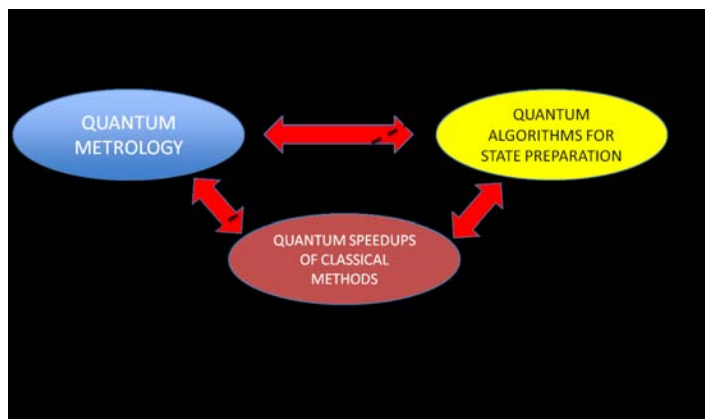 QUANTUM
METROLOGY
QUANTUM
ALGORITHMS FOR
STATE PREPARATION
QUANTUM SPEEDUPS
OF CLASSICAL
METHODS